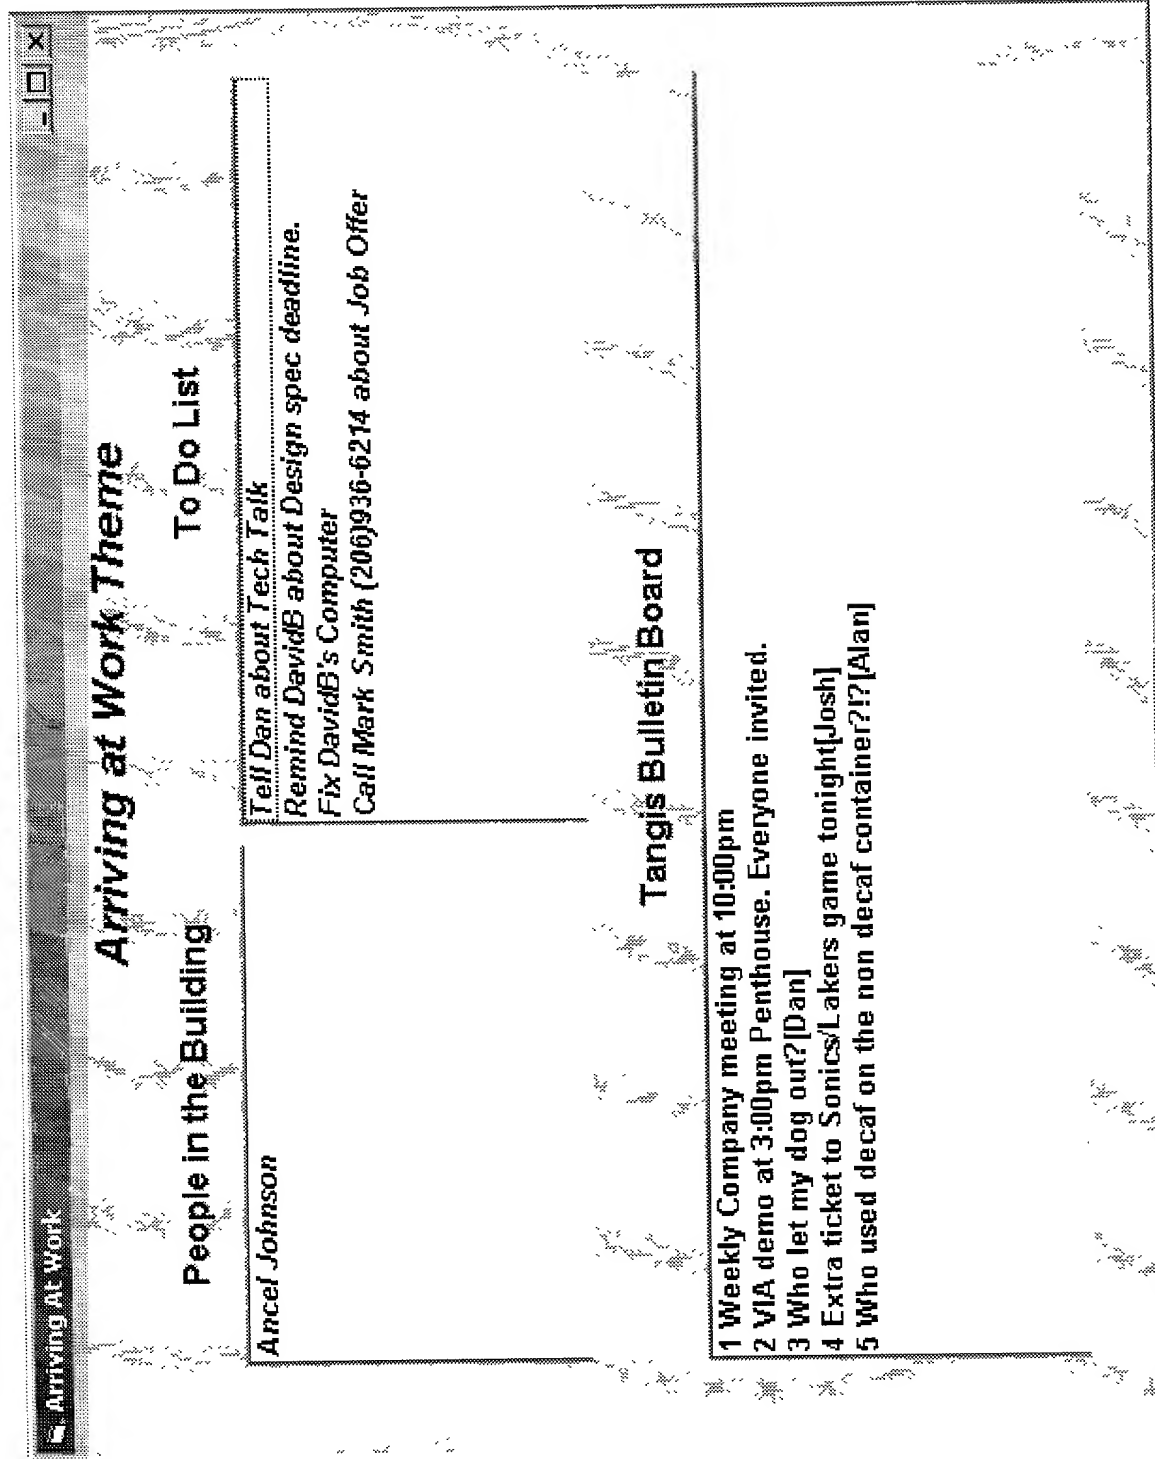 Arriving At Work
Arriving at Work Theme
People in the Building
Ancel Johnson
To Do List
Tell Dan about Tech Talk
Remind DavidB about Design spec deadline.
Fix DavidB's Computer
Call Mark Smith (206)936-6214 about Job Offer
Tangis Bulletin Board
1 Weekly Company meeting at 10:00pm
2 VIA demo at 3:00pm Penthouse. Everyone invited.
3 Who let my dog out?[Dan]
4 Extra ticket to Sonics/Lakers game tonight[Josh]
5 Who used decaf on the non decaf container?!?[Alan]